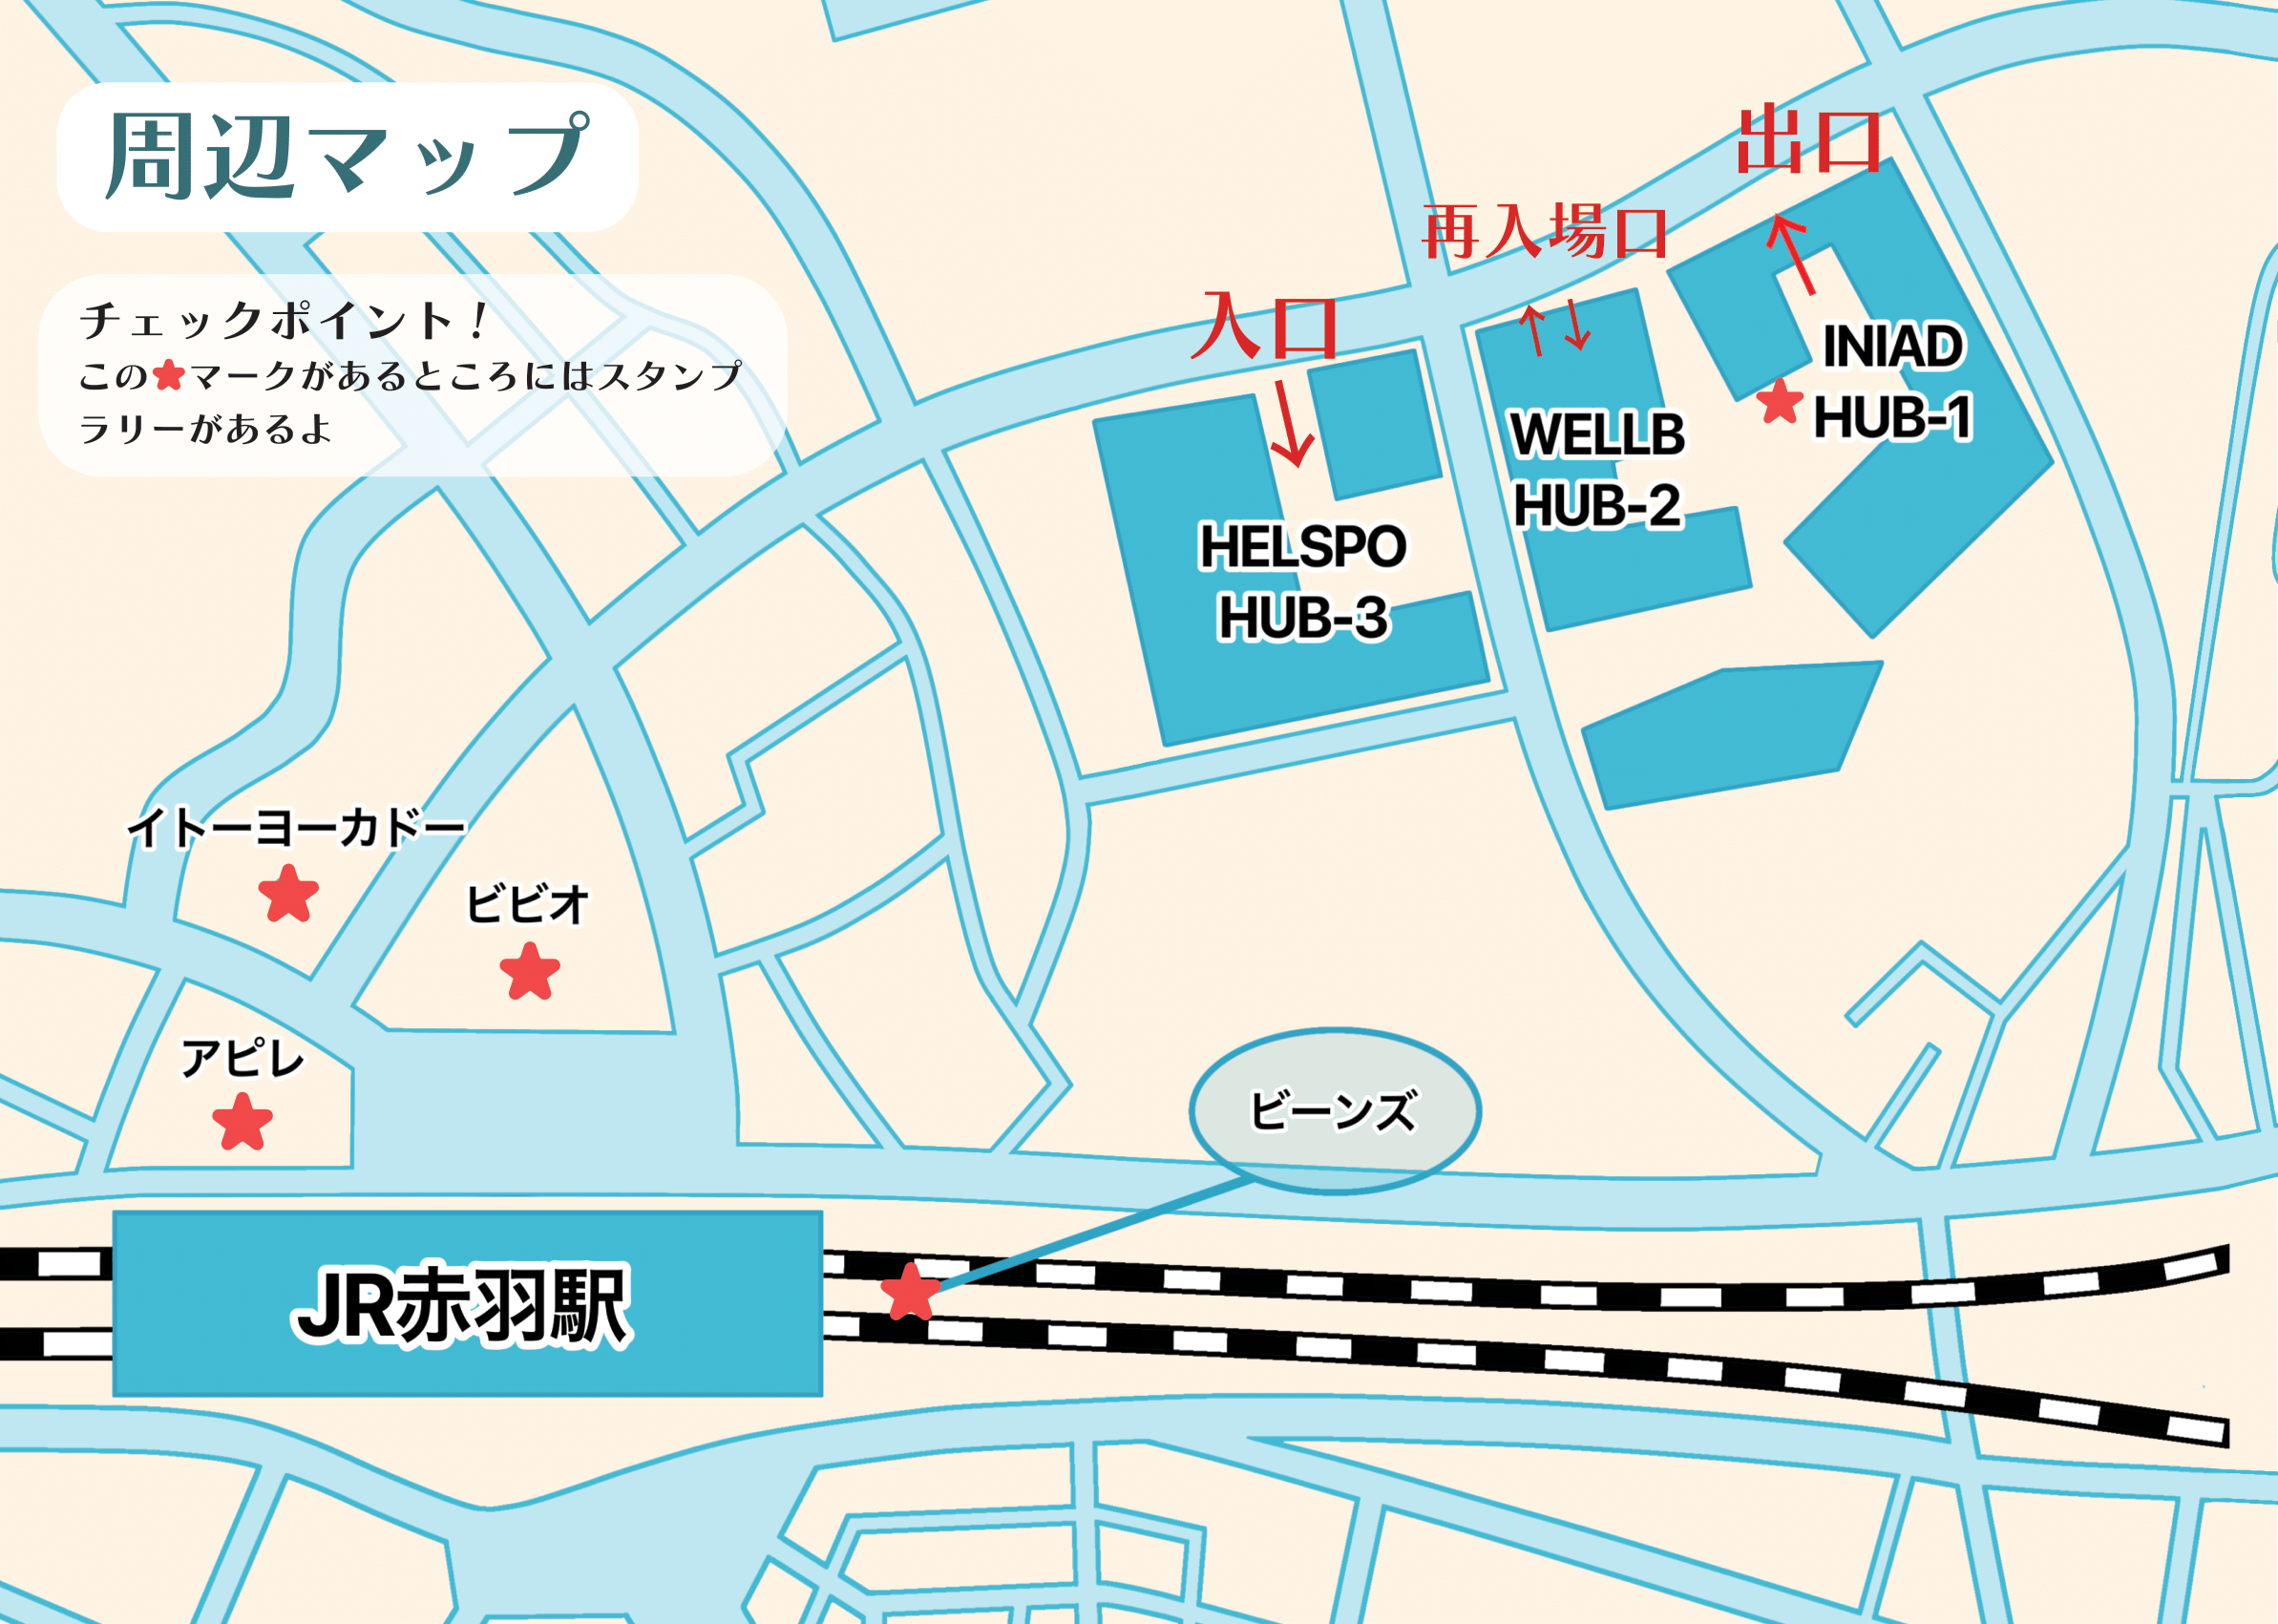 周辺マップ
チェックポイント！
この★マークがあるところにはスタンプ
ラリーがあるよ
出口
再入場口
入口
INIAD
HUB-1
WELLB
HUB-2
HELSPO
HUB-3
イトーヨーカドー
ビビオ
アピレ
ビーンズ
JR赤羽駅